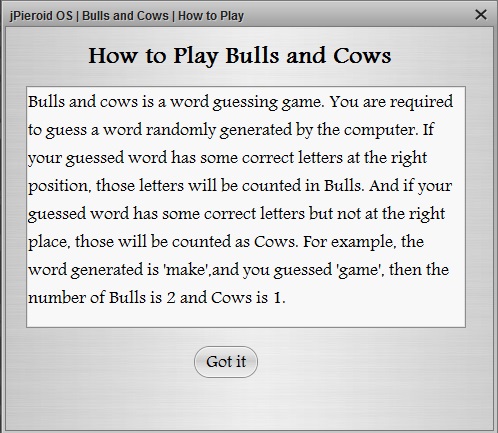 jPieroid OS | Bulls and Cows | How to Play
How to Play Bulls and Cows
Bulls and cows is a word guessing game. You are required
to guess a word randomly generated by the computer. If
your guessed word has some correct letters at the right
position, those letters will be counted in Bulls. And if your
guessed word has some correct letters but not at the right
place, those will be counted as Cows. For example, the
word generated is 'make',and you guessed 'game', then the
number of Bulls is 2 and Cows is 1.
Got it